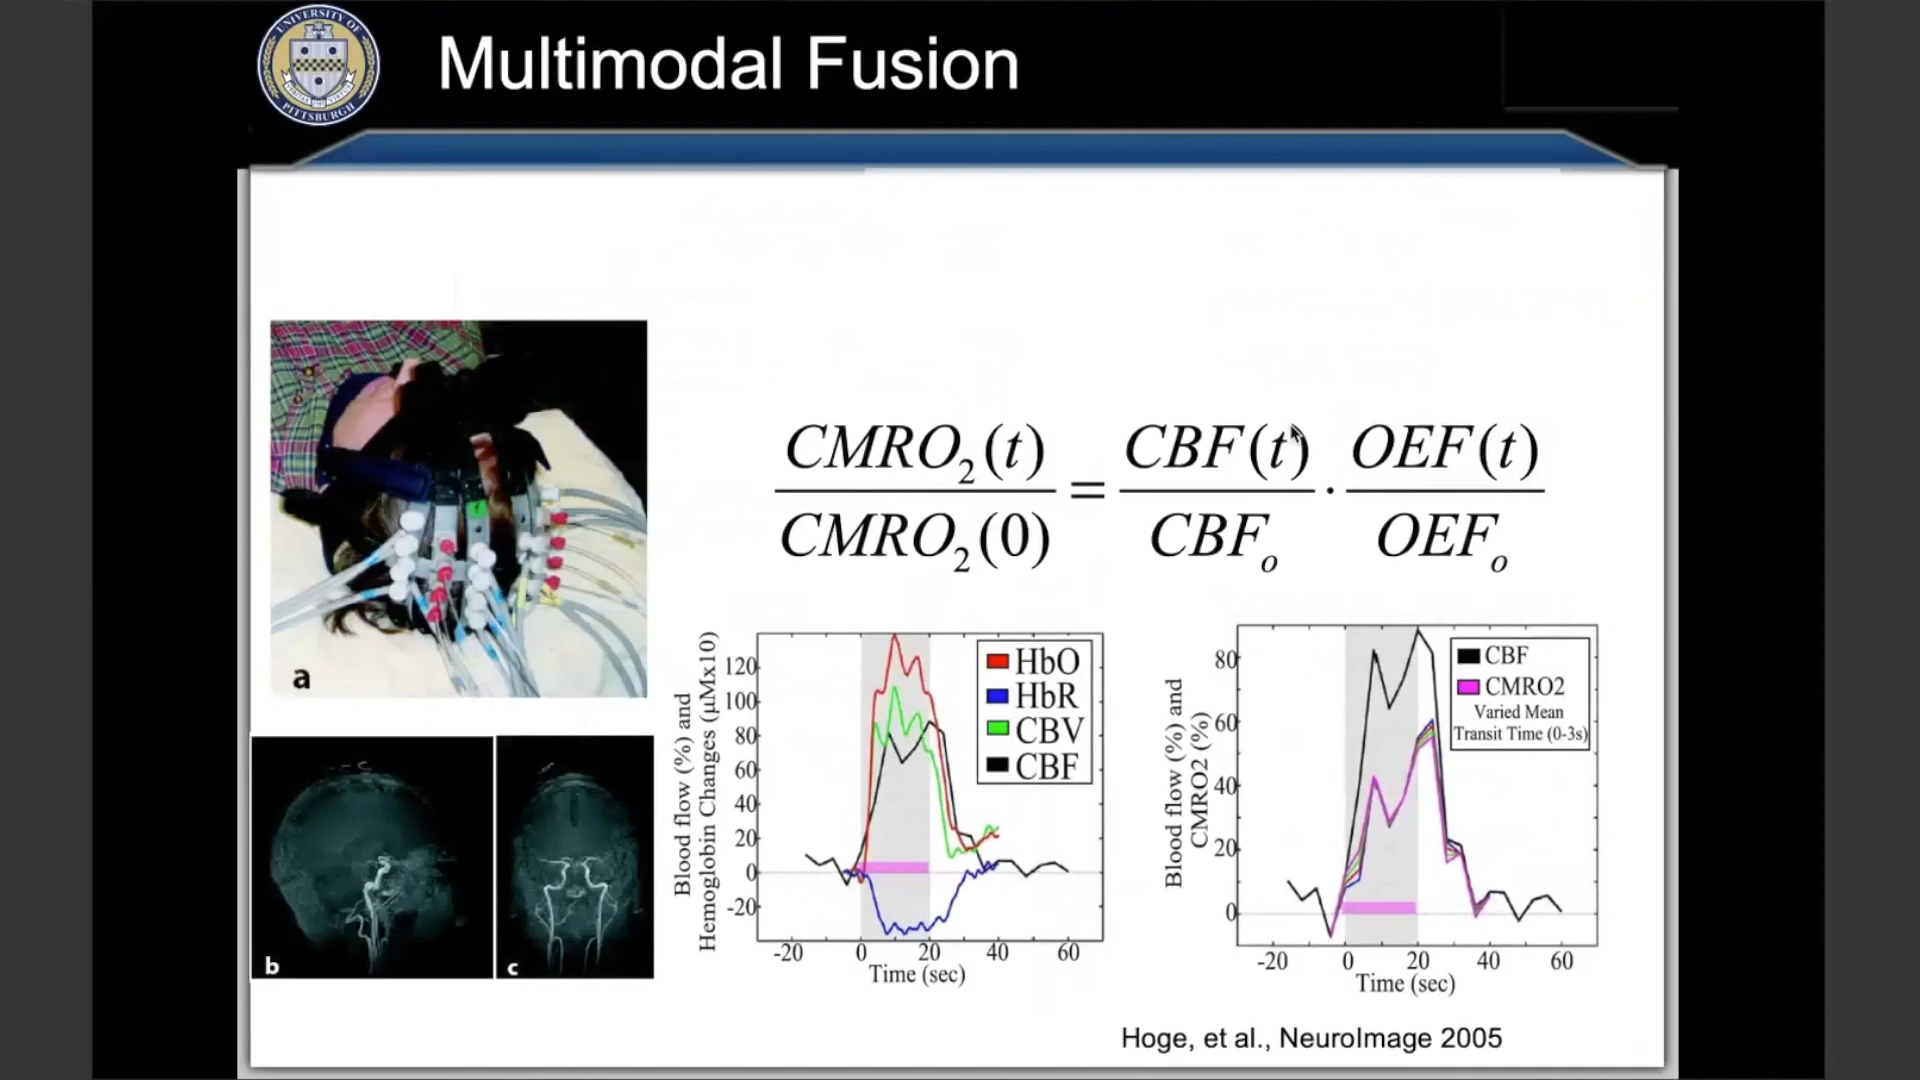 UNIVERSITY OF
PITTSBURGH
Multimodal Fusion
a
b
c
CMRO2(t) / CMRO2(0) = CBF(t) / CBFo · OEF(t) / OEFo
Blood flow (%) and
Hemoglobin Changes (μMx10)
120
100
80
60
40
20
0
-20
HbO
HbR
CBV
CBF
-20 0 20 40 60
Time (sec)
Blood flow (%) and
CMRO2 (%)
80
60
40
20
0
CBF
CMRO2
Varied Mean
Transit Time (0-3s)
-20 0 20 40 60
Time (sec)
Hoge, et al., NeuroImage 2005